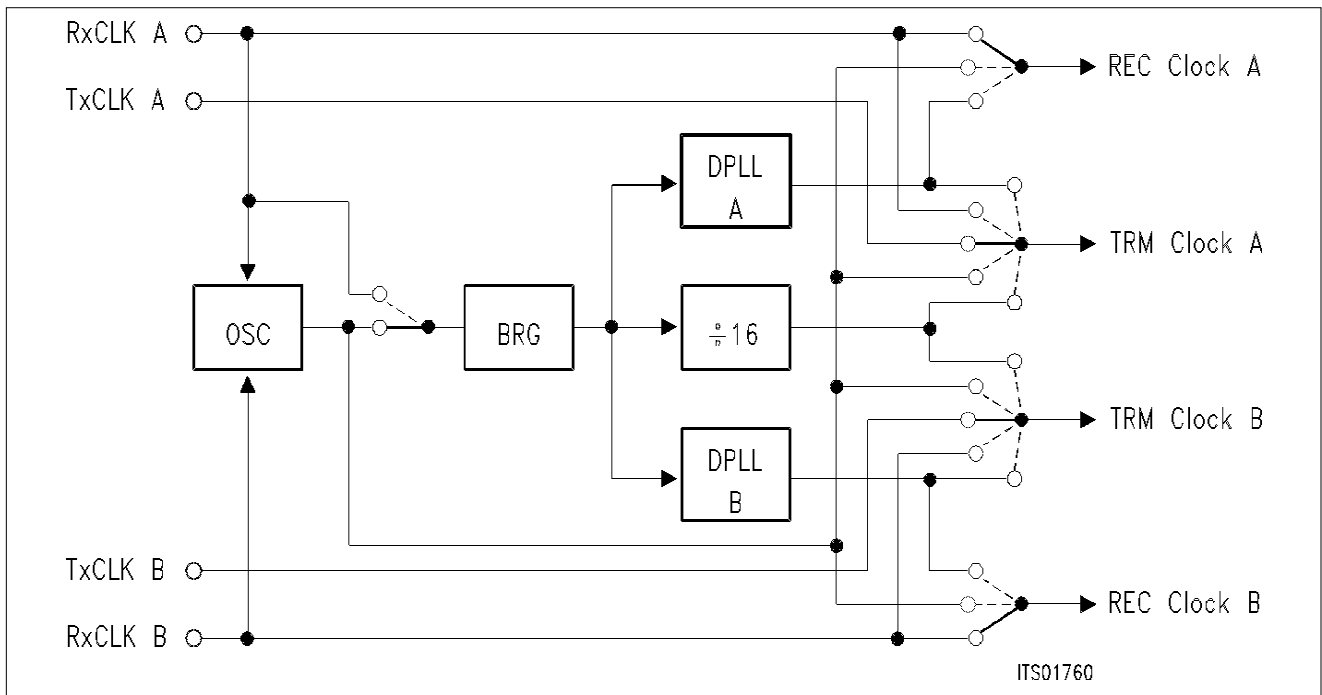 RxCLK A
REC Clock A
TxCLK A
DPLL
A
TRM Clock A
OSC
BRG
÷16
TRM Clock B
DPLL
B
TxCLK B
REC Clock B
RxCLK B
ITS01760